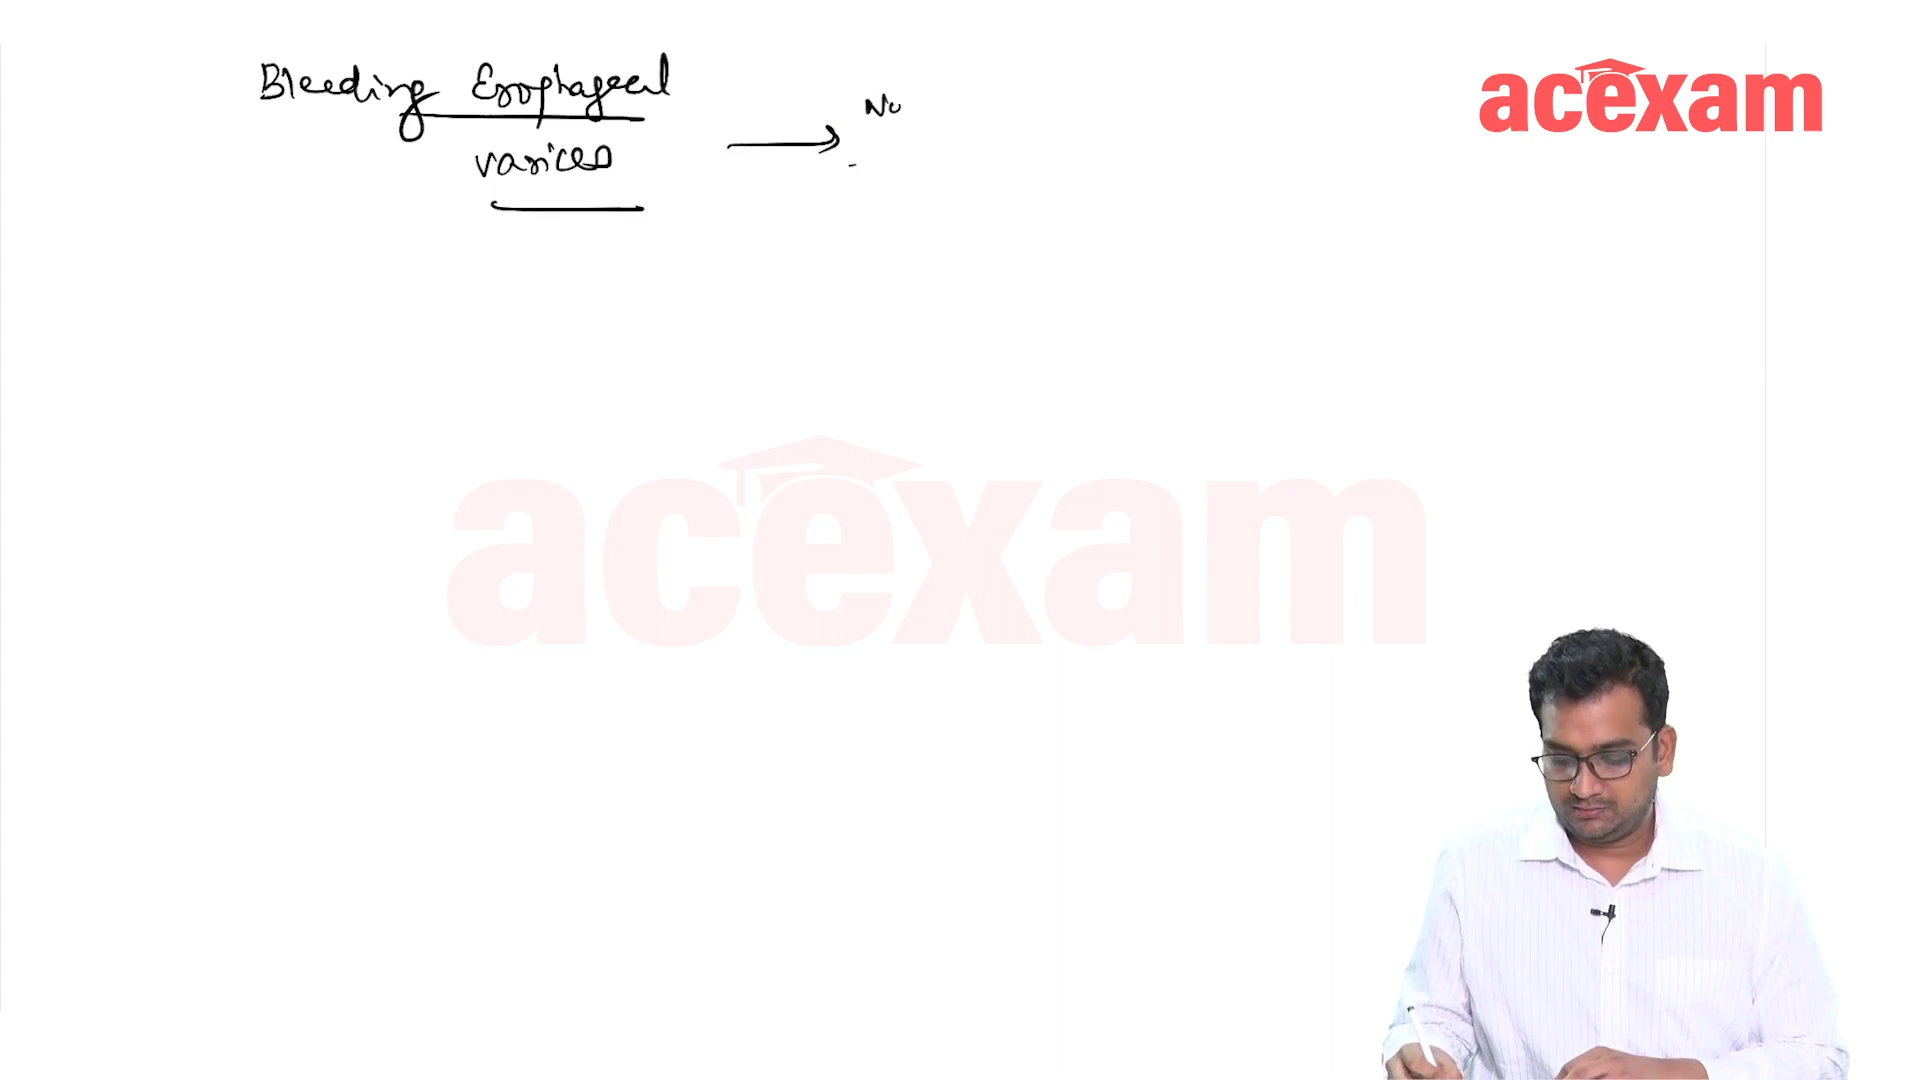 Bleeding Esophageal
varices
No
acexam
acexam